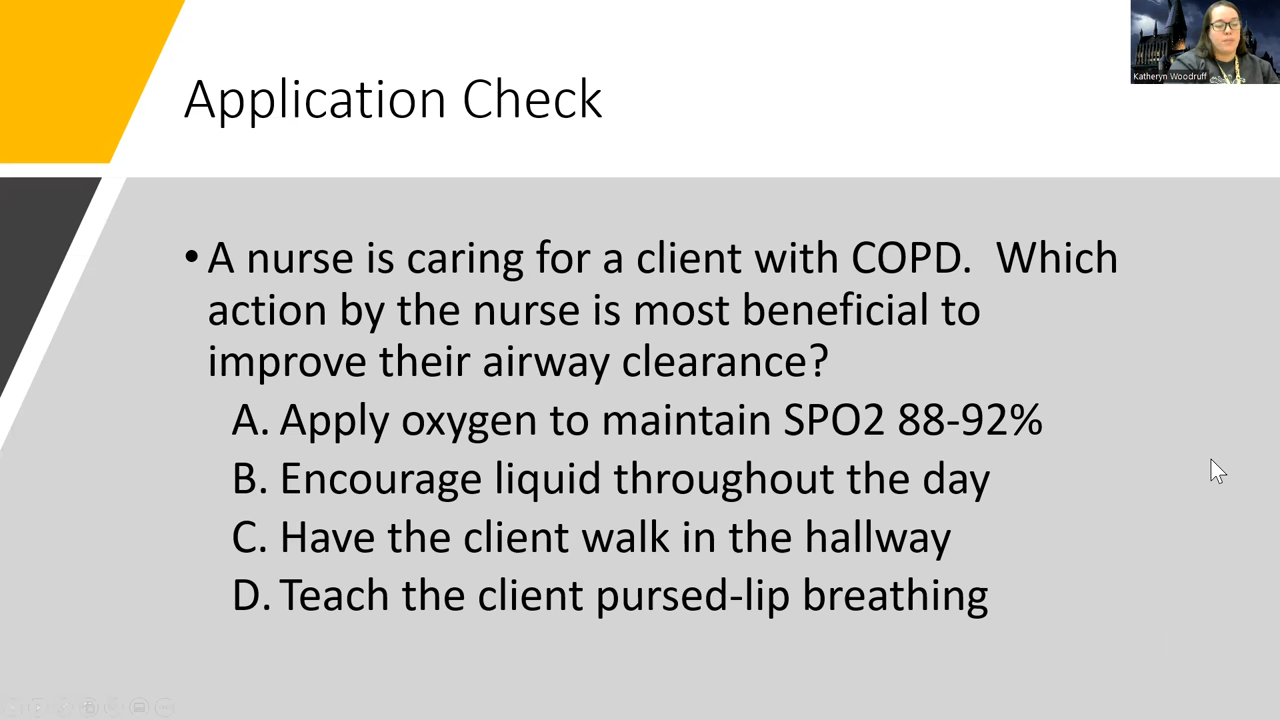 Katheryn Woodruff
Application Check
• A nurse is caring for a client with COPD.  Which
action by the nurse is most beneficial to
improve their airway clearance?
A. Apply oxygen to maintain SPO2 88-92%
B. Encourage liquid throughout the day
C. Have the client walk in the hallway
D. Teach the client pursed-lip breathing